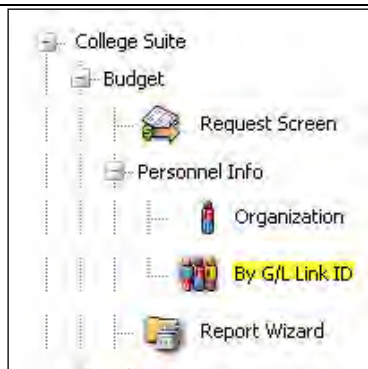 College Suite
Budget
Request Screen
Personnel Info
Organization
By G/L Link ID
Report Wizard